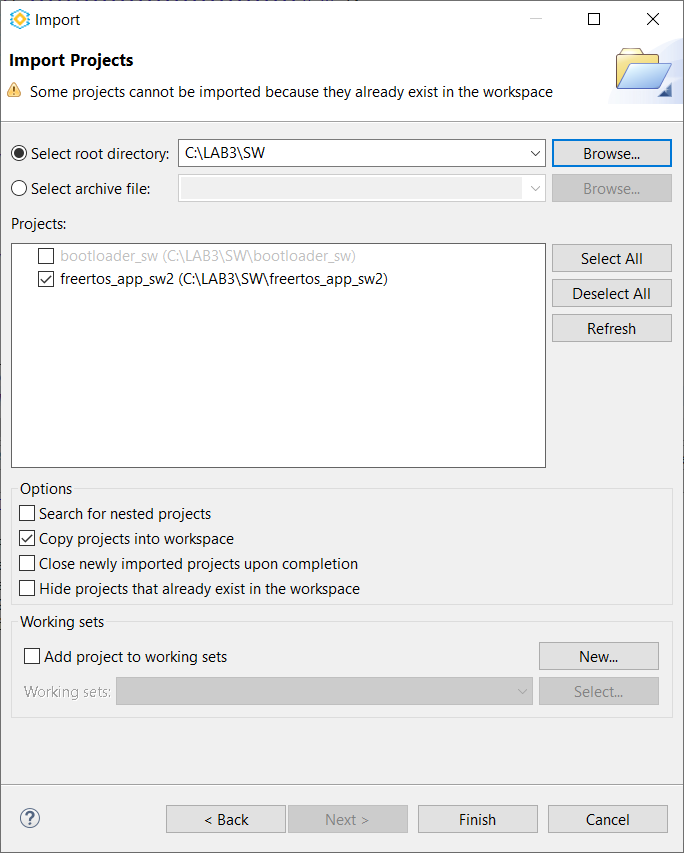 Import
Import Projects
Some projects cannot be imported because they already exist in the workspace
Select root directory: C:\LAB3\SW Browse...
Select archive file: Browse...
Projects:
bootloader_sw (C:\LAB3\SW\bootloader_sw)
freertos_app_sw2 (C:\LAB3\SW\freertos_app_sw2)
Select All
Deselect All
Refresh
Options
Search for nested projects
Copy projects into workspace
Close newly imported projects upon completion
Hide projects that already exist in the workspace
Working sets
Add project to working sets New...
Working sets: Select...
? < Back Next > Finish Cancel